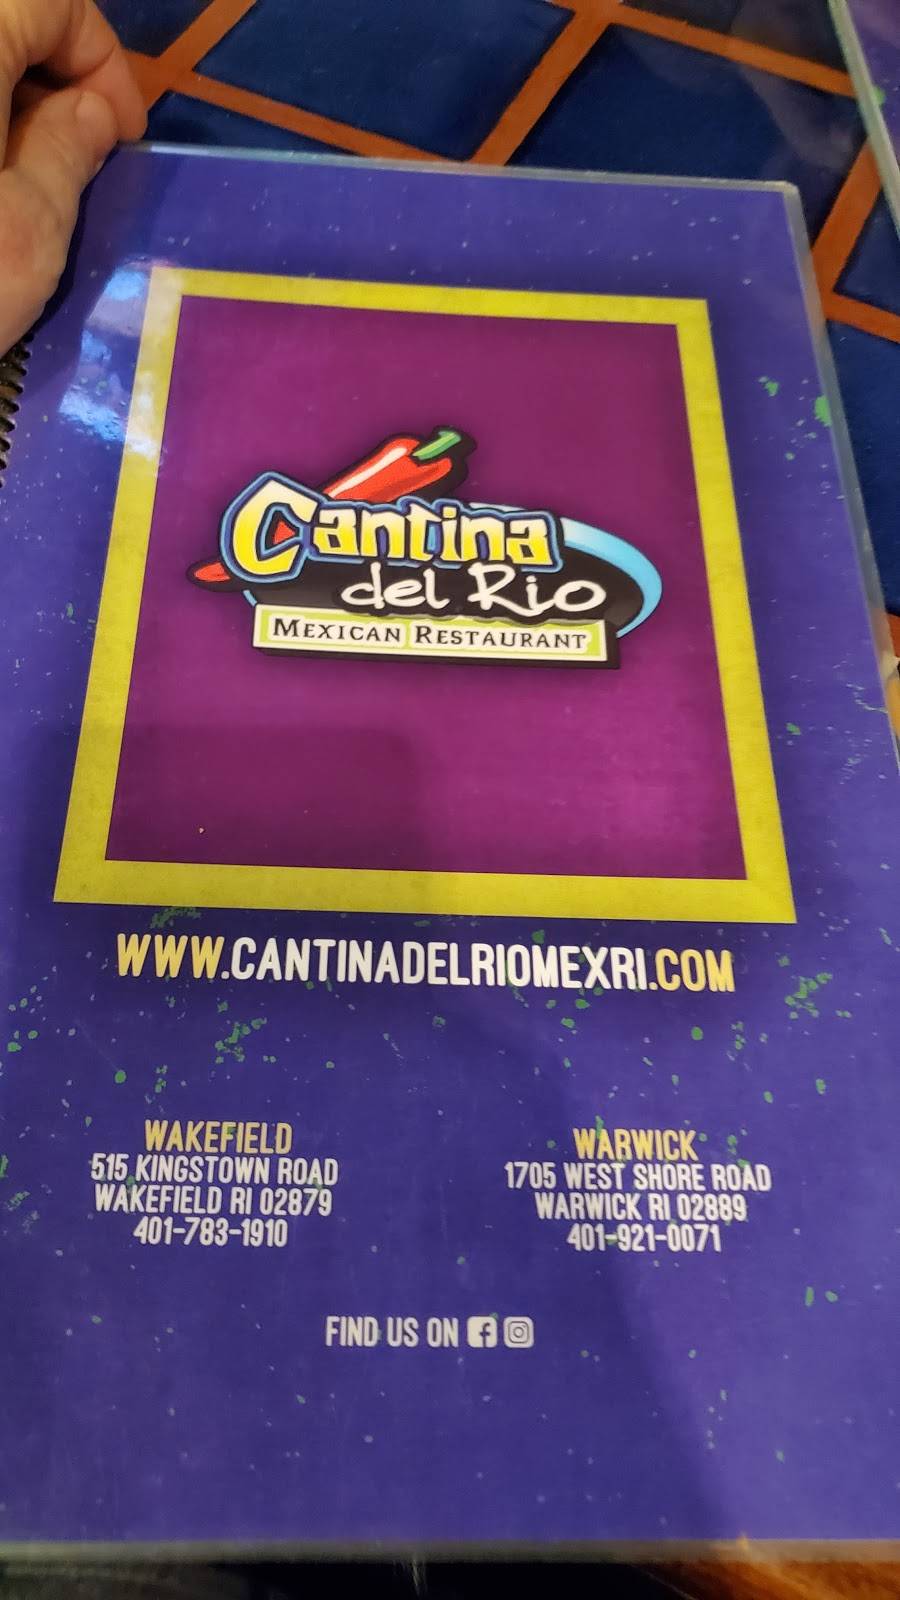 Cantina
del Rio
MEXICAN RESTAURANT
WWW.CANTINADELRIOMEXRI.COM
WAKEFIELD
515 KINGSTOWN ROAD
WAKEFIELD RI 02879
401-783-1910
WARWICK
1705 WEST SHORE ROAD
WARWICK RI 02889
401-921-0071
FIND US ON